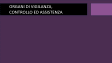 ORGANI DI VIGILANZA,
CONTROLLO ED ASSISTENZA